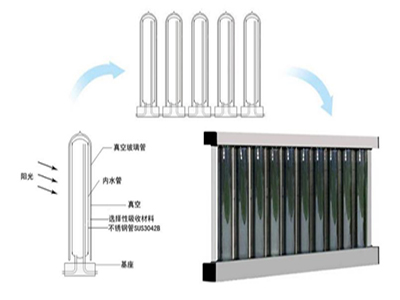 真空玻璃管
阳光
内水管
真空
选择性吸收材料
不锈钢管SUS3042B
基座